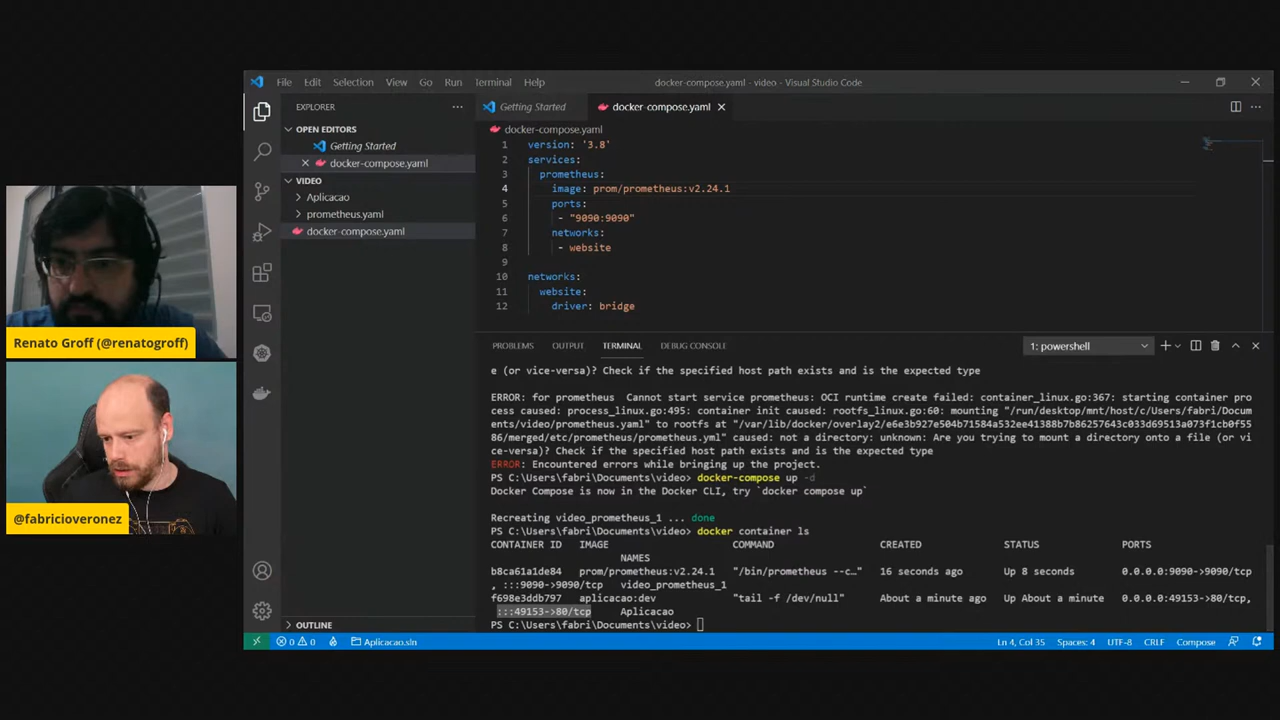 File Edit Selection View Go Run Terminal Help
docker-compose.yaml - video - Visual Studio Code
EXPLORER
OPEN EDITORS
Getting Started
docker-compose.yaml
VIDEO
Aplicacao
prometheus.yaml
docker-compose.yaml
OUTLINE
Getting Started
docker-compose.yaml
docker-compose.yaml
1 version: '3.8'
2 services:
3 prometheus:
4 image: prom/prometheus:v2.24.1
5 ports:
6 - "9090:9090"
7 networks:
8 - website
9
10 networks:
11 website:
12 driver: bridge
PROBLEMS OUTPUT TERMINAL DEBUG CONSOLE
1: powershell
e (or vice-versa)? Check if the specified host path exists and is the expected type
ERROR: for prometheus Cannot start service prometheus: OCI runtime create failed: container_linux.go:367: starting container pro
cess caused: process_linux.go:495: container init caused: rootfs_linux.go:60: mounting "/run/desktop/mnt/host/c/Users/fabri/Docum
ents/video/prometheus.yaml" to rootfs at "/var/lib/docker/overlay2/e6e3b927e504b71584a532ee41388b7b86257643c033d69513a073f1cb0f55
86/merged/etc/prometheus/prometheus.yml" caused: not a directory: unknown: Are you trying to mount a directory onto a file (or vi
ce-versa)? Check if the specified host path exists and is the expected type
ERROR: Encountered errors while bringing up the project.
PS C:\Users\fabri\Documents\video> docker-compose up -d
Docker Compose is now in the Docker CLI, try `docker compose up`
Recreating video_prometheus_1 ... done
PS C:\Users\fabri\Documents\video> docker container ls
CONTAINER ID IMAGE COMMAND CREATED STATUS PORTS
NAMES
b8ca61a1de84 prom/prometheus:v2.24.1 "/bin/prometheus --c…" 16 seconds ago Up 8 seconds 0.0.0.0:9090->9090/tcp
, :::9090->9090/tcp video_prometheus_1
f698e3ddb797 aplicacao:dev "tail -f /dev/null" About a minute ago Up About a minute 0.0.0.0:49153->80/tcp,
:::49153->80/tcp Aplicacao
PS C:\Users\fabri\Documents\video>
0 0 Aplicacao.sln Ln 4, Col 35 Spaces: 4 UTF-8 CRLF Compose
Renato Groff (@renatogroff)
@fabricioveronez